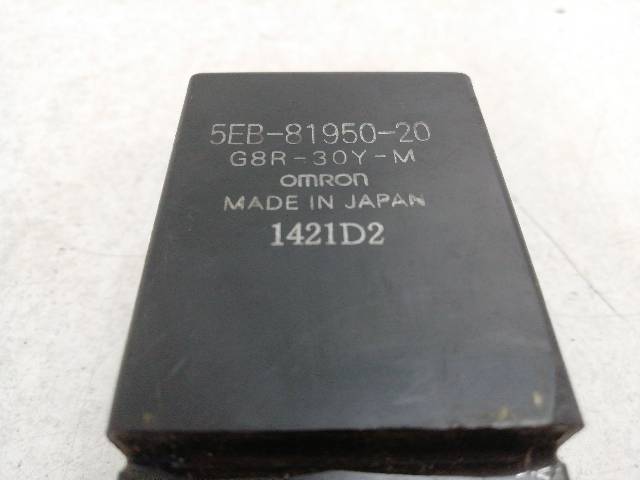 5EB-81950-20
G8R-30Y-M
omron
MADE IN JAPAN
1421D2